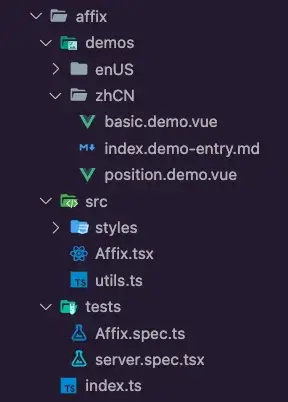 affix
demos
enUS
zhCN
basic.demo.vue
index.demo-entry.md
position.demo.vue
src
styles
Affix.tsx
TS utils.ts
tests
Affix.spec.ts
server.spec.tsx
TS index.ts